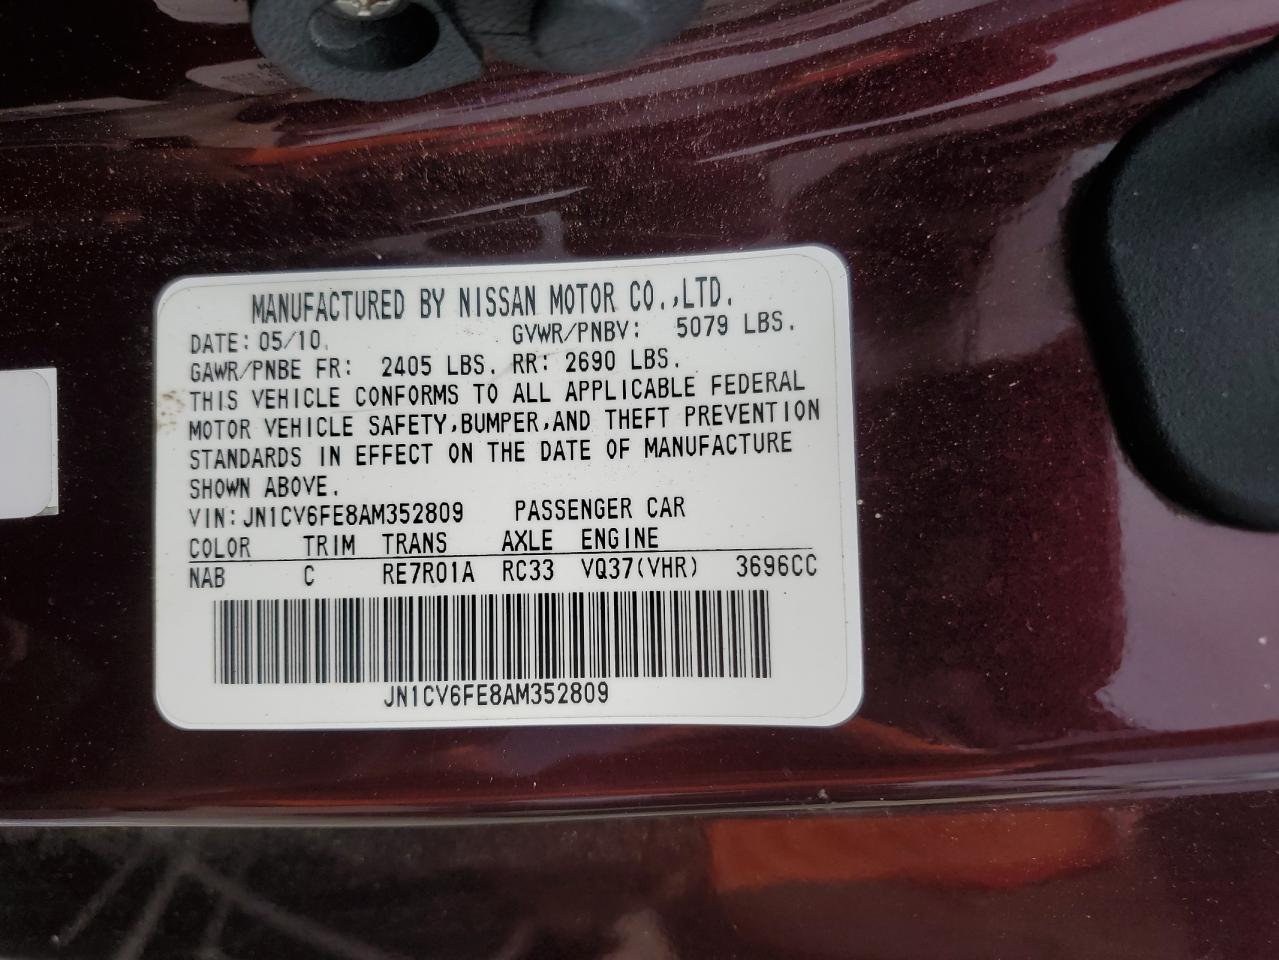 MANUFACTURED BY NISSAN MOTOR CO.,LTD.
DATE: 05/10. GVWR/PNBV: 5079 LBS.
GAWR/PNBE FR: 2405 LBS. RR: 2690 LBS.
THIS VEHICLE CONFORMS TO ALL APPLICABLE FEDERAL
MOTOR VEHICLE SAFETY,BUMPER,AND THEFT PREVENTION
STANDARDS IN EFFECT ON THE DATE OF MANUFACTURE
SHOWN ABOVE.
VIN: JN1CV6FE8AM352809 PASSENGER CAR
COLOR TRIM TRANS AXLE ENGINE
NAB C RE7R01A RC33 VQ37(VHR) 3696CC
JN1CV6FE8AM352809